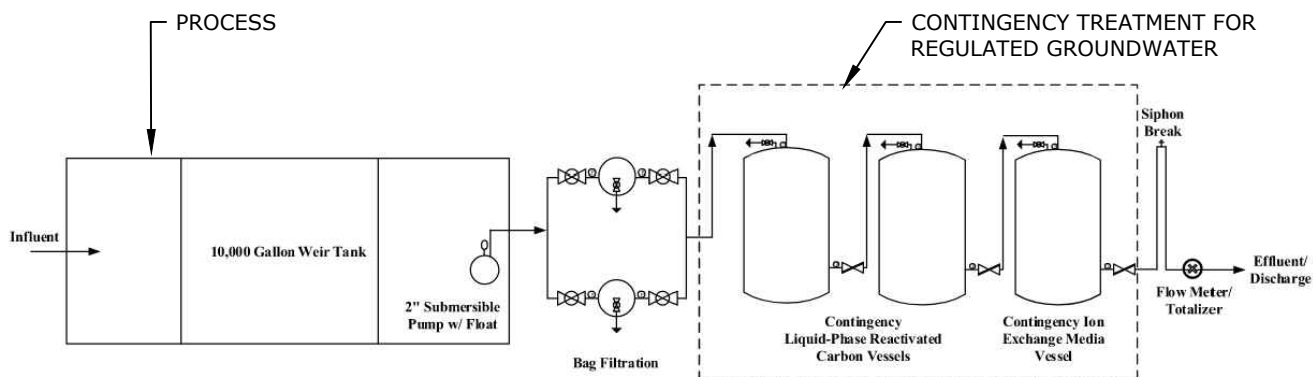 PROCESS
CONTINGENCY TREATMENT FOR
REGULATED GROUNDWATER
Siphon
Break
Influent
10,000 Gallon Weir Tank
2" Submersible
Pump w/ Float
Bag Filtration
Contingency
Liquid-Phase Reactivated
Carbon Vessels
Contingency Ion
Exchange Media
Vessel
Flow Meter/
Totalizer
Effluent/
Discharge